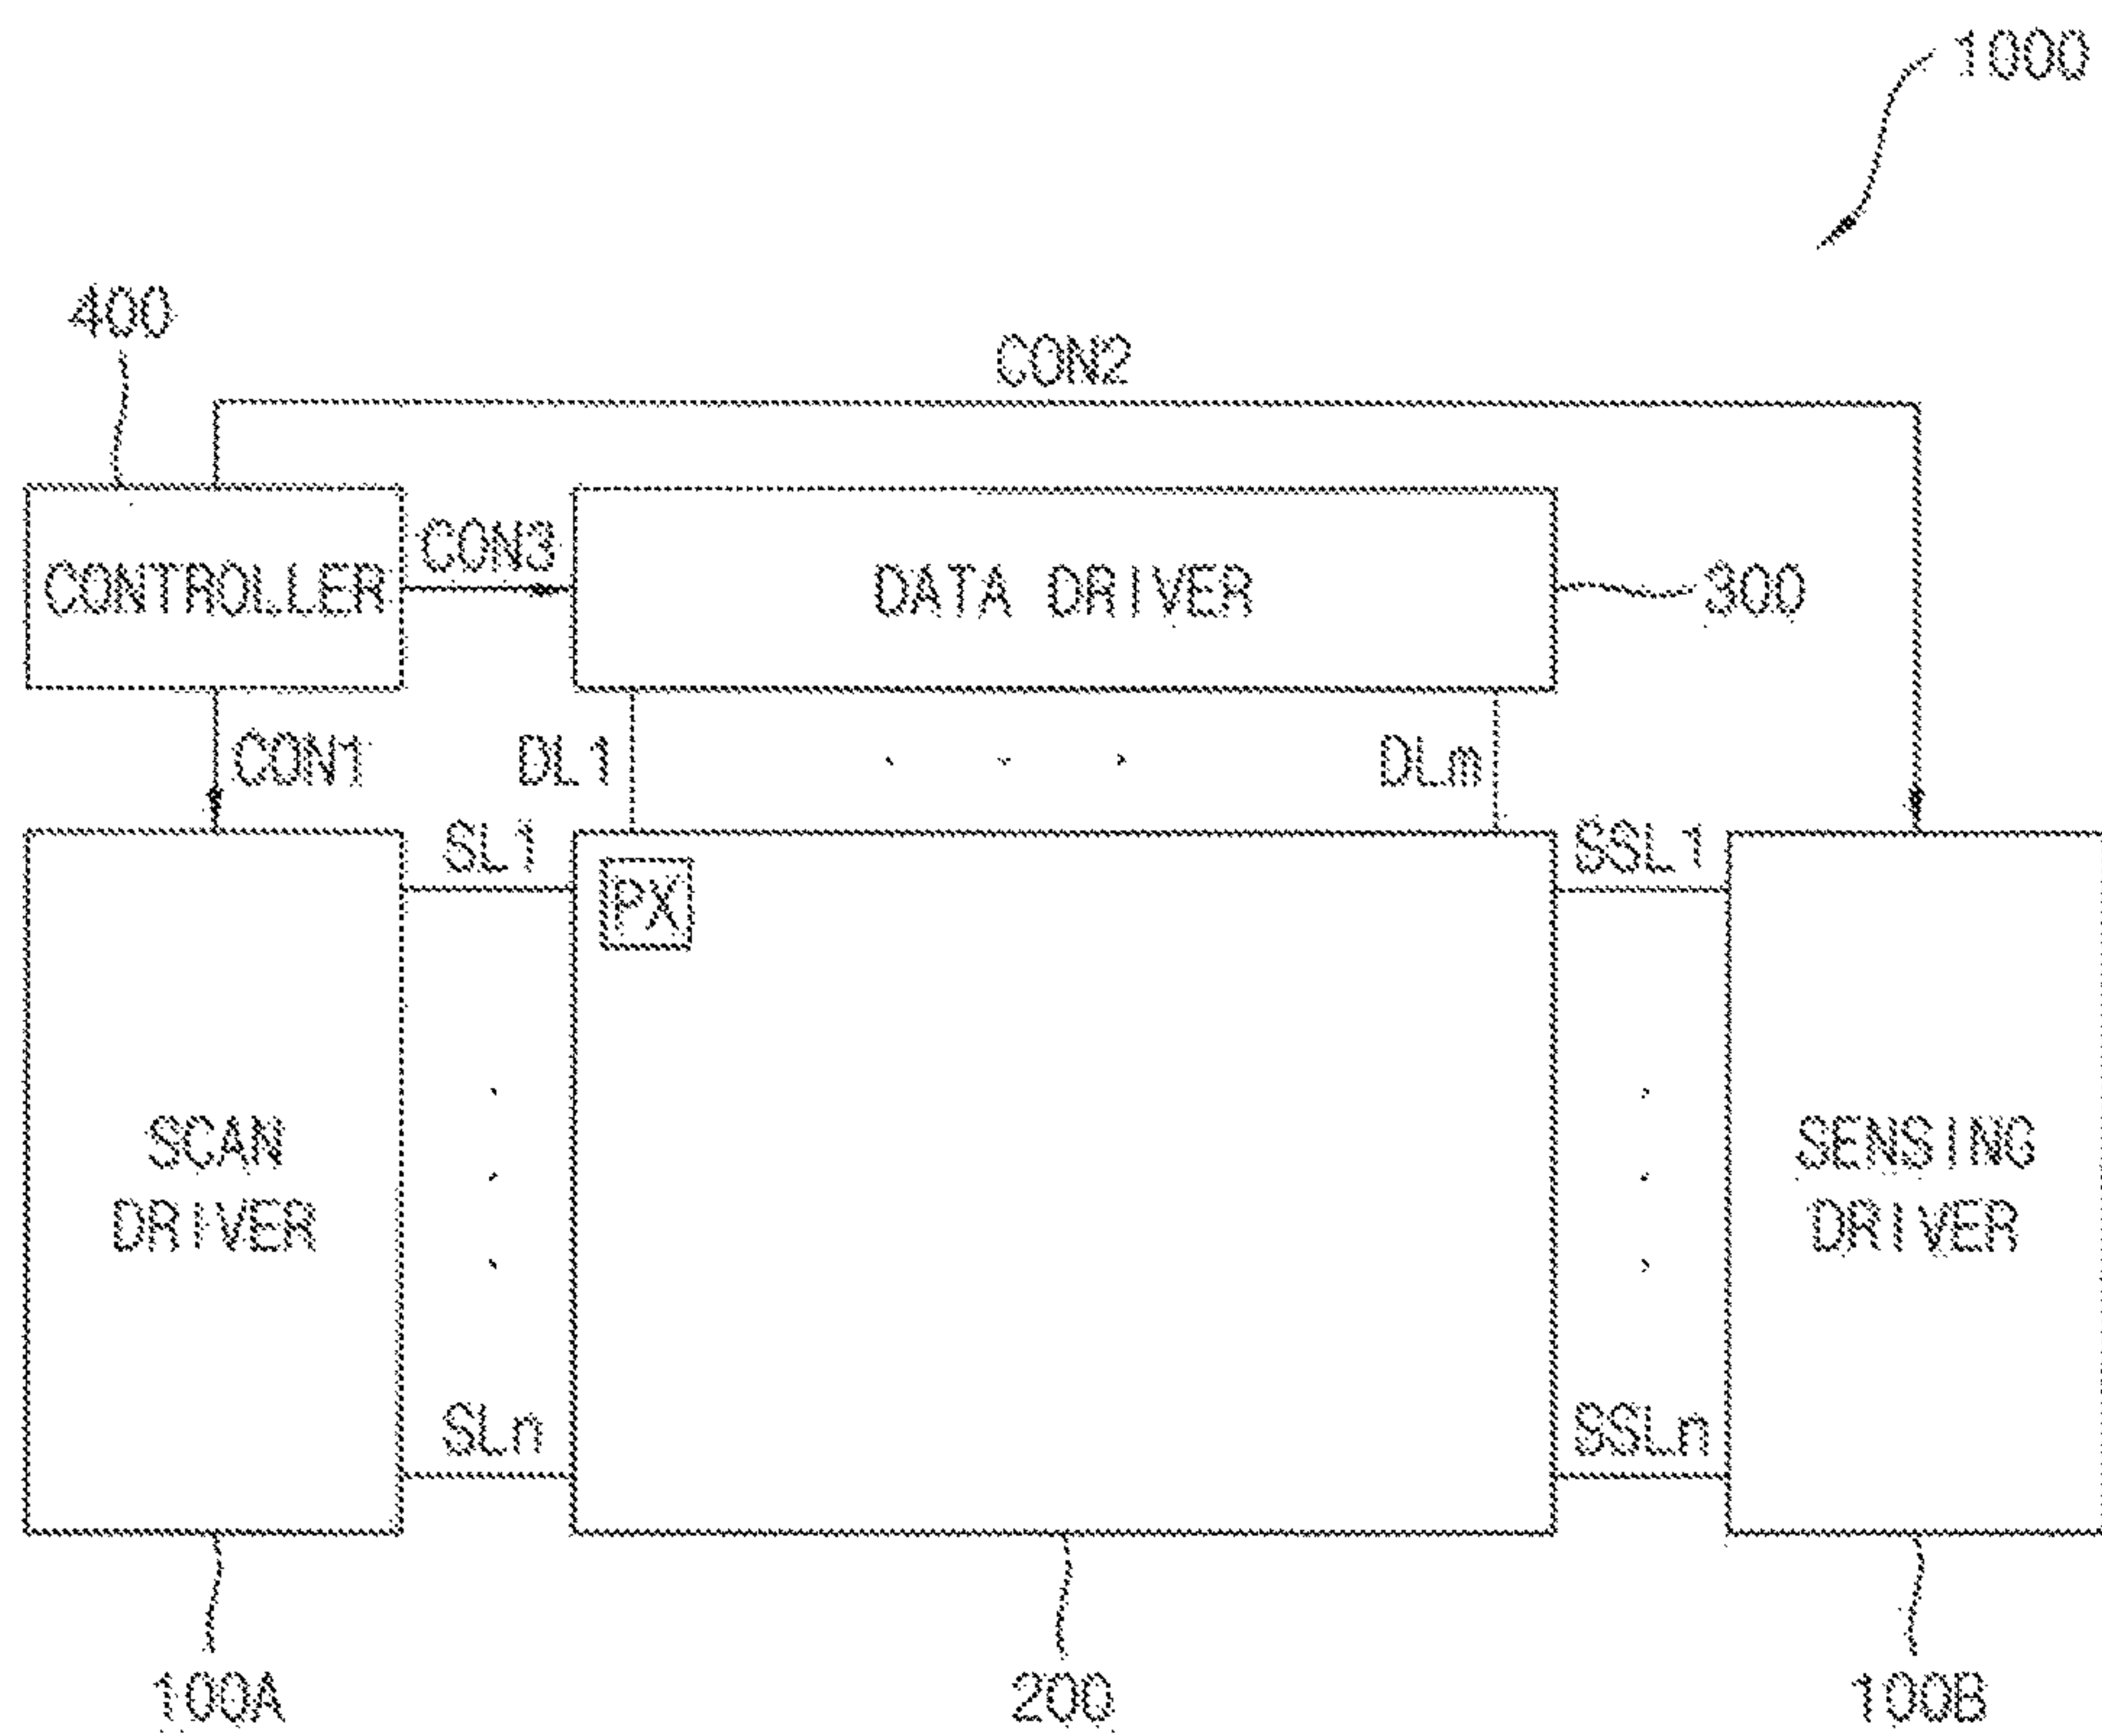 1000
400
CON2
CONTROLLER
CON3
DATA DRIVER
300
CON1
DL1
DLm
SL1
SSL1
PX
SCAN
DRIVER
SENSING
DRIVER
SLn
SSLn
100A
200
100B